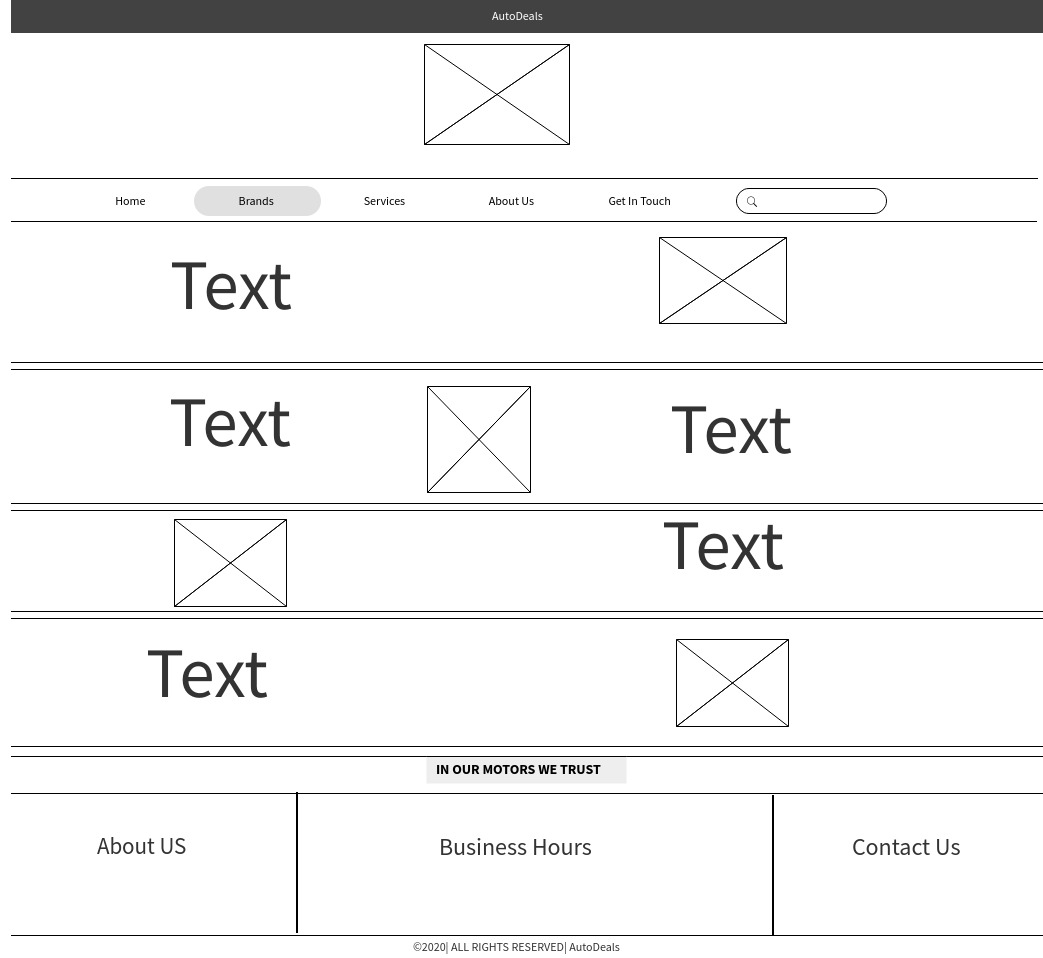 AutoDeals
Home Brands Services About Us Get In Touch
Text
Text Text
Text
Text
IN OUR MOTORS WE TRUST
About US Business Hours Contact Us
©2020| ALL RIGHTS RESERVED| AutoDeals